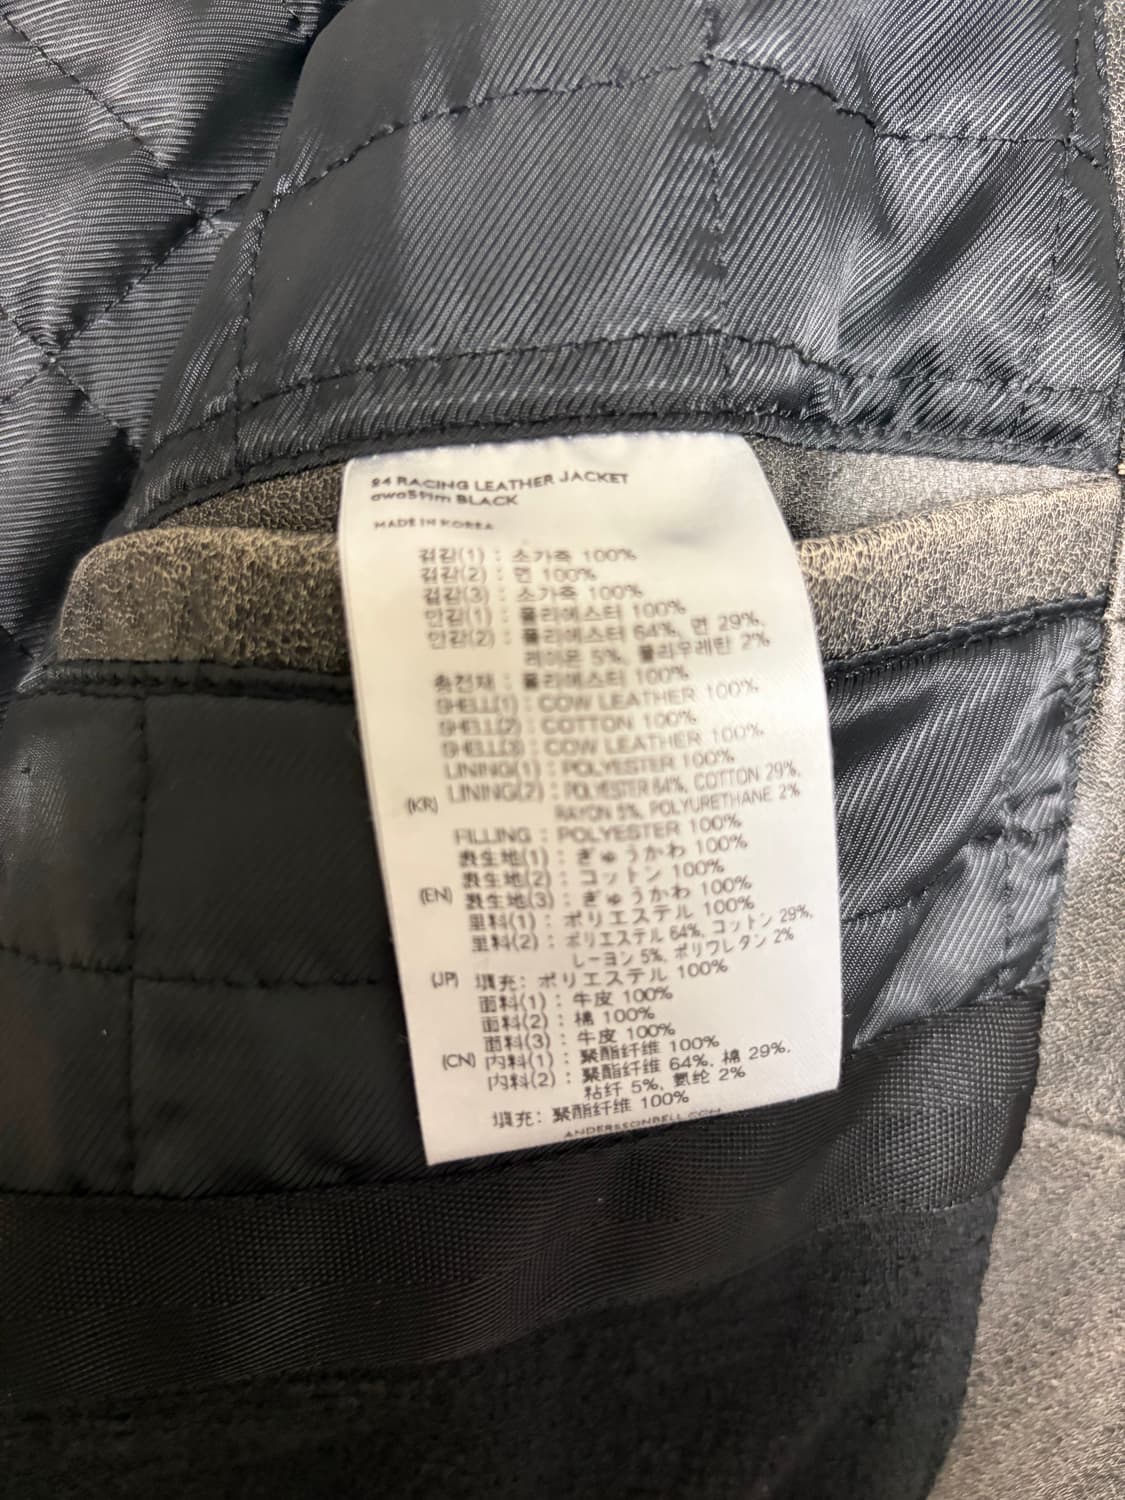 84 RACING LEATHER JACKET
BLACK
MADE IN KOREA
겉감(1) : 소가죽 100%
겉감(2) : 면 100%
겉감(3) : 소가죽 100%
안감(1) : 폴리에스터 100%
안감(2) : 폴리에스터 64%, 면 29%,
레이온 5%, 폴리우레탄 2%
충전재 : 폴리에스터 100%
SHELL(1) : COW LEATHER 100%
SHELL(2) : COTTON 100%
SHELL(3) : COW LEATHER 100%
LINING(1) : POLYESTER 100%
(KR) LINING(2) : POLYESTER 64%, COTTON 29%,
RAYON 5%, POLYURETHANE 2%
FILLING : POLYESTER 100%
表生地(1) : ぎゅうかわ 100%
表生地(2) : コットン 100%
(EN) 表生地(3) : ぎゅうかわ 100%
里料(1) : ポリエステル 100%
里料(2) : ポリエステル 64%, コットン 29%,
レーヨン 5%, ポリウレタン 2%
(JP) 填充 : ポリエステル 100%
面料(1) : 牛皮 100%
面料(2) : 棉 100%
面料(3) : 牛皮 100%
(CN) 内料(1) : 聚酯纤维 100%
内料(2) : 聚酯纤维 64%, 棉 29%,
粘纤 5%, 氨纶 2%
填充: 聚酯纤维 100%
ANDERSSONBELL.COM